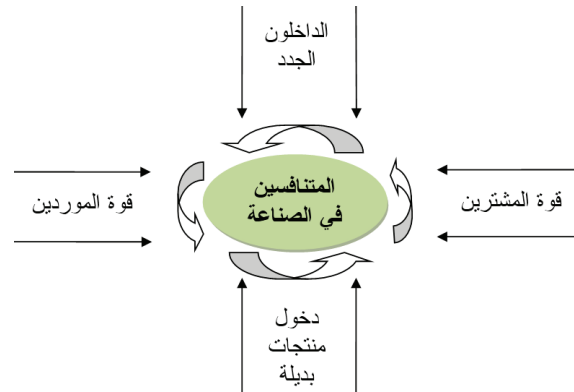 الداخلون
الجدد
قوة المشترين
المتنافسين
في الصناعة
قوة الموردين
دخول
منتجات
بديلة